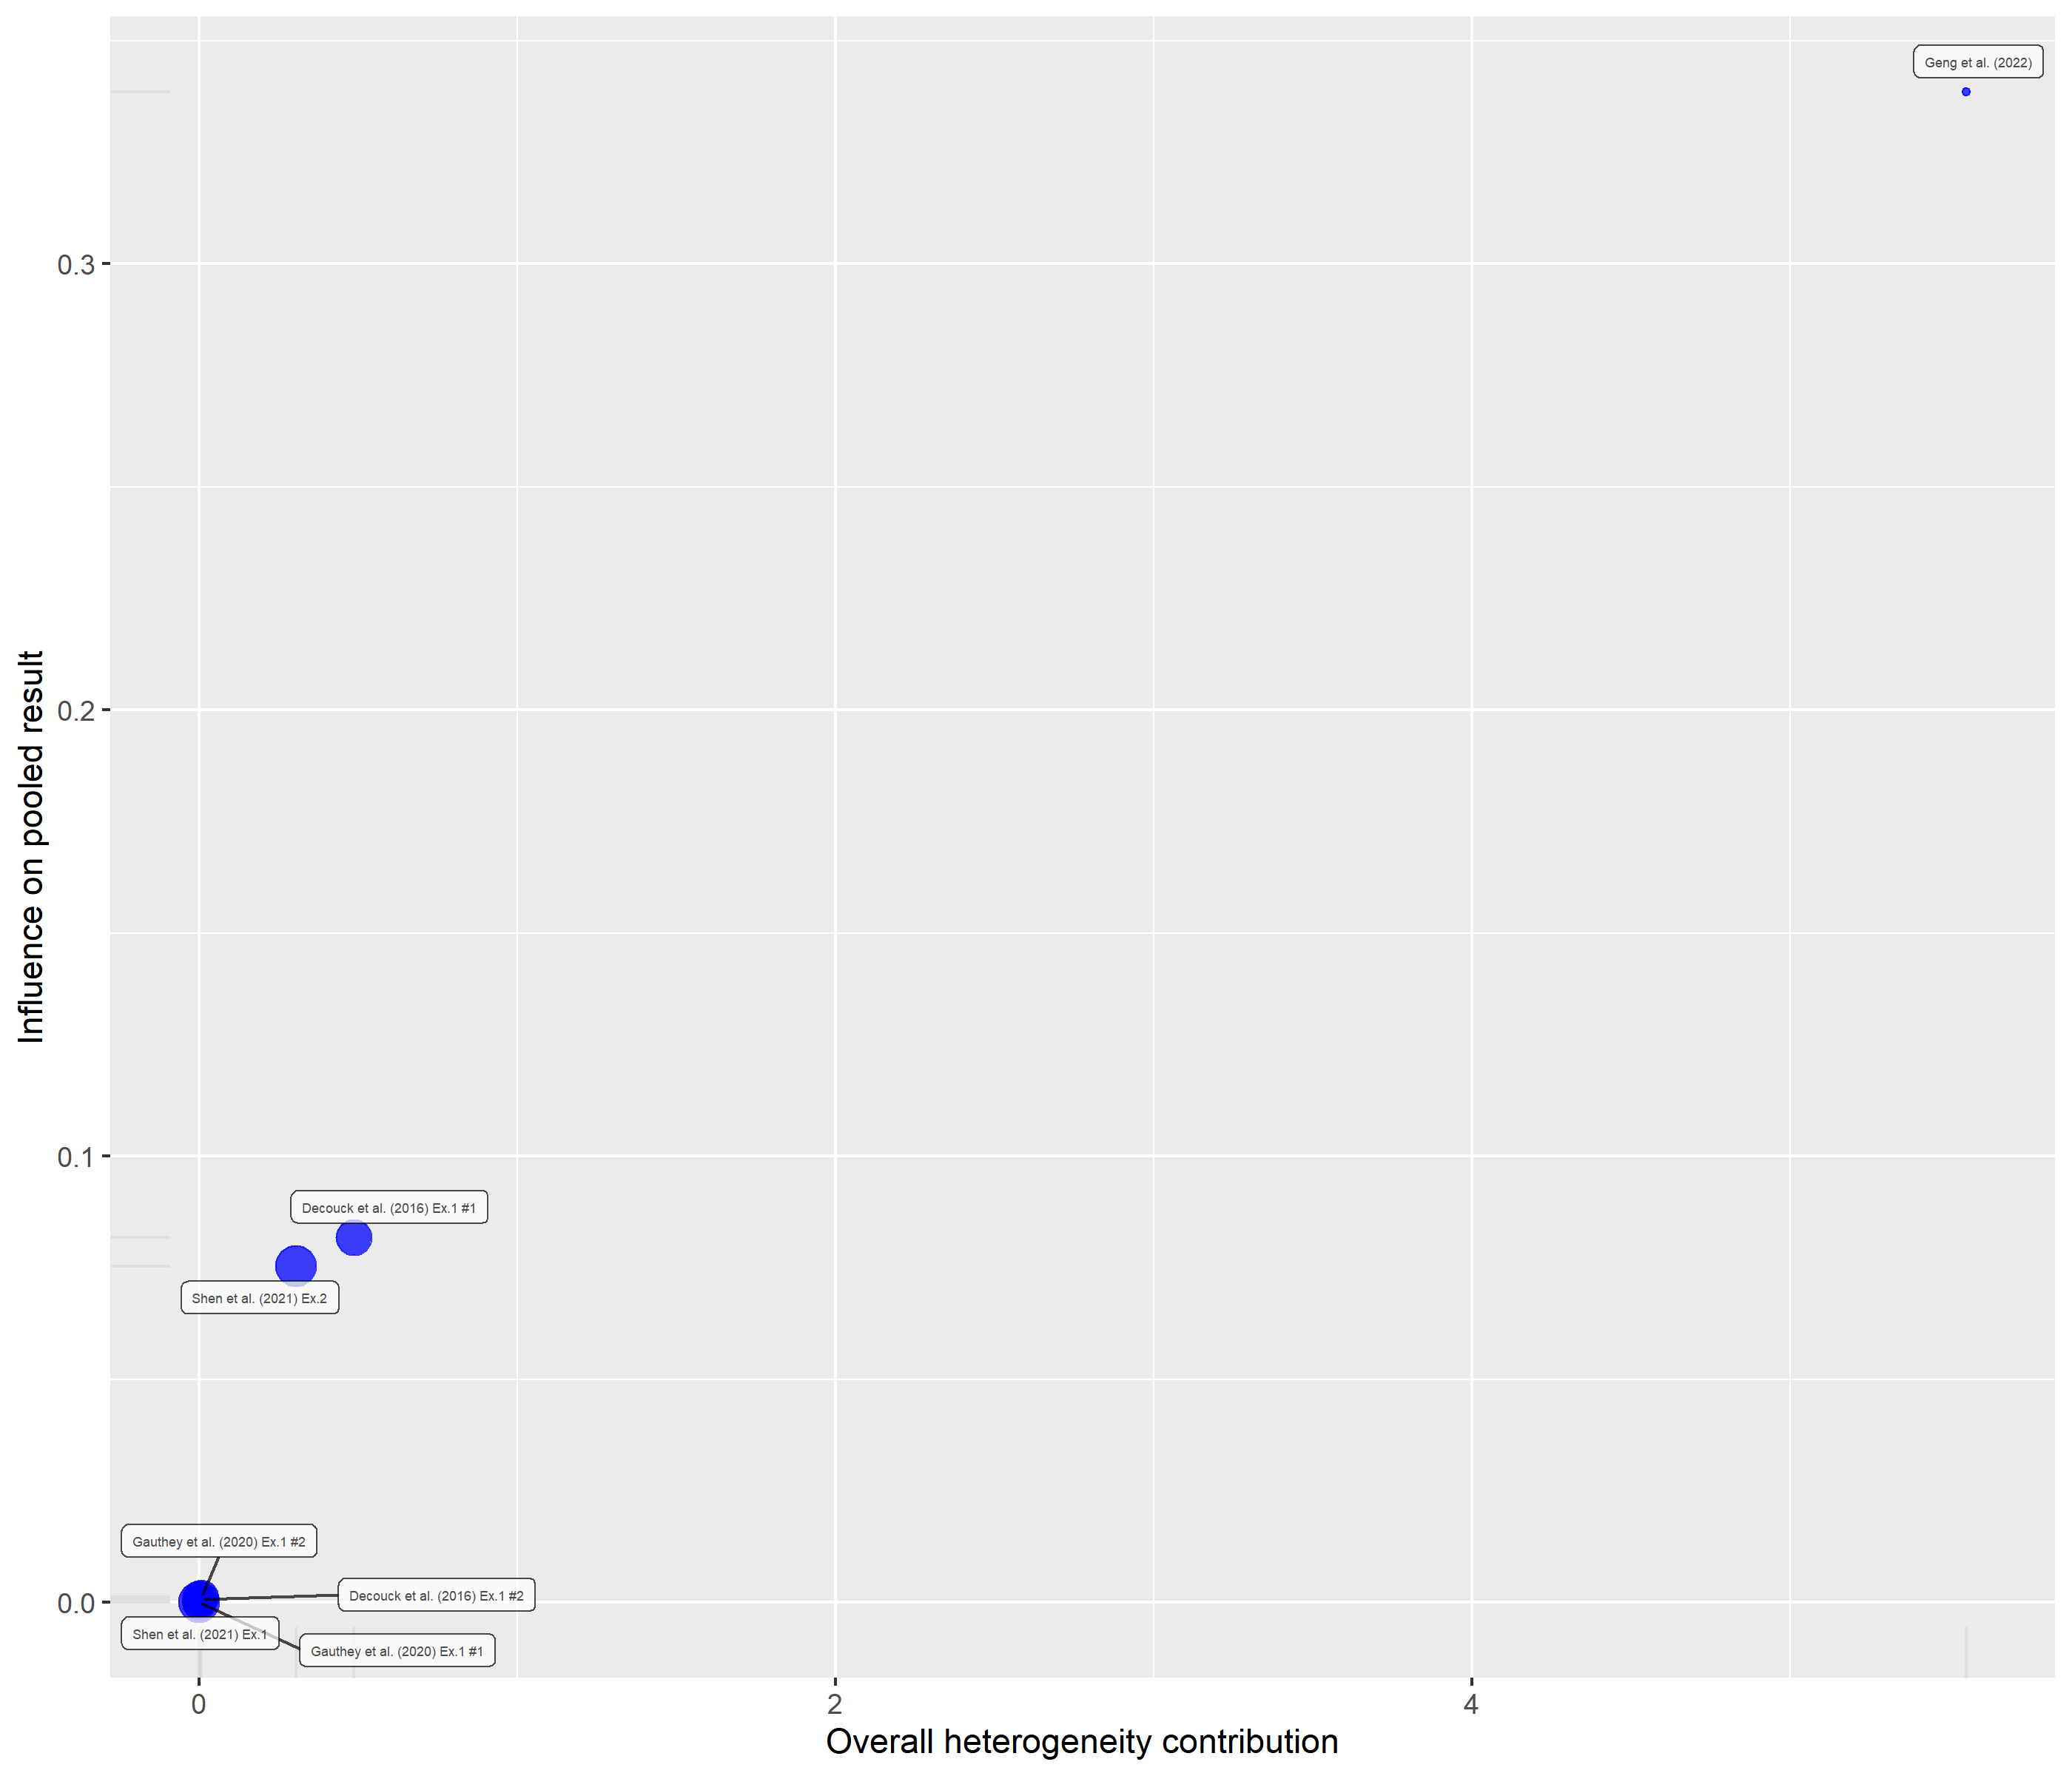 Geng et al. (2022)
0.3
0.2
Influence on pooled result
0.1
Decouck et al. (2016) Ex.1 #1
Shen et al. (2021) Ex.2
Gauthey et al. (2020) Ex.1 #2
Decouck et al. (2016) Ex.1 #2
0.0
Shen et al. (2021) Ex.1
Gauthey et al. (2020) Ex.1 #1
0
2
4
Overall heterogeneity contribution